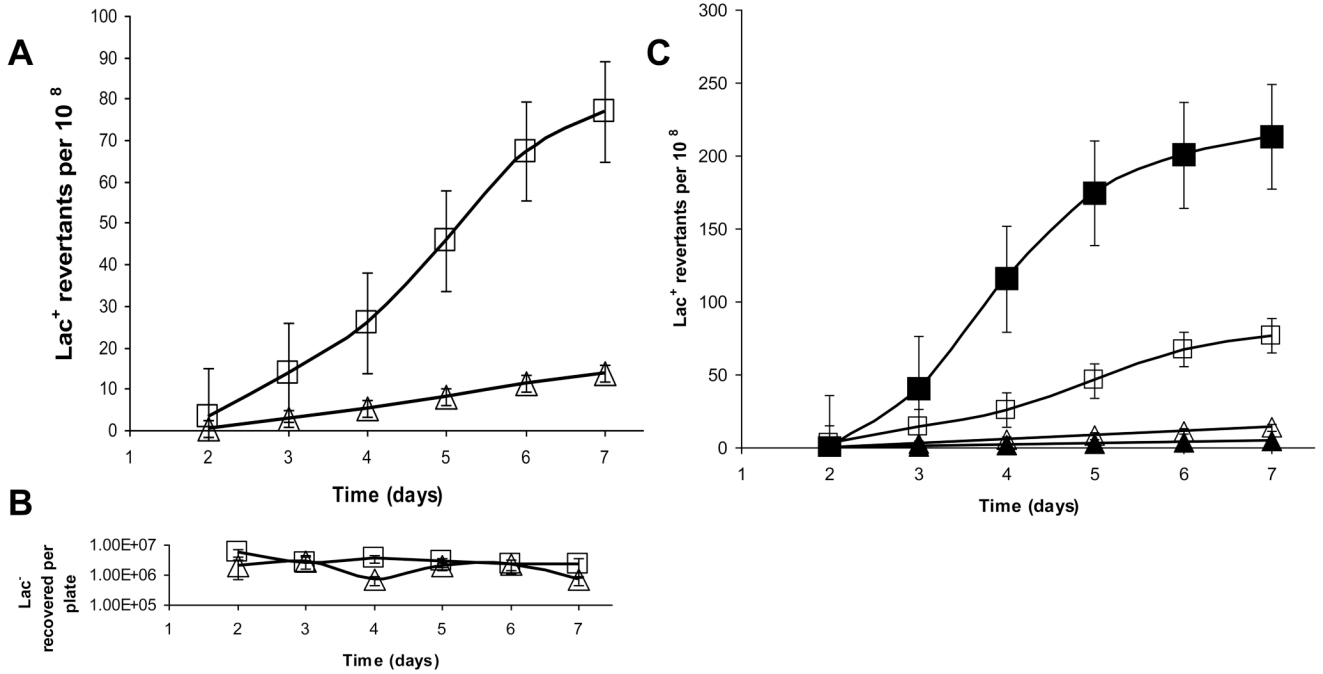 A
Lac+ revertants per 10 8
100
90
80
70
60
50
40
30
20
10
0
1 2 3 4 5 6 7
Time (days)
B
Lac-
recovered per
plate
1.00E+07
1.00E+06
1.00E+05
1 2 3 4 5 6 7
Time (days)
C
Lac+ revertants per 10 8
300
250
200
150
100
50
0
1 2 3 4 5 6 7
Time (days)